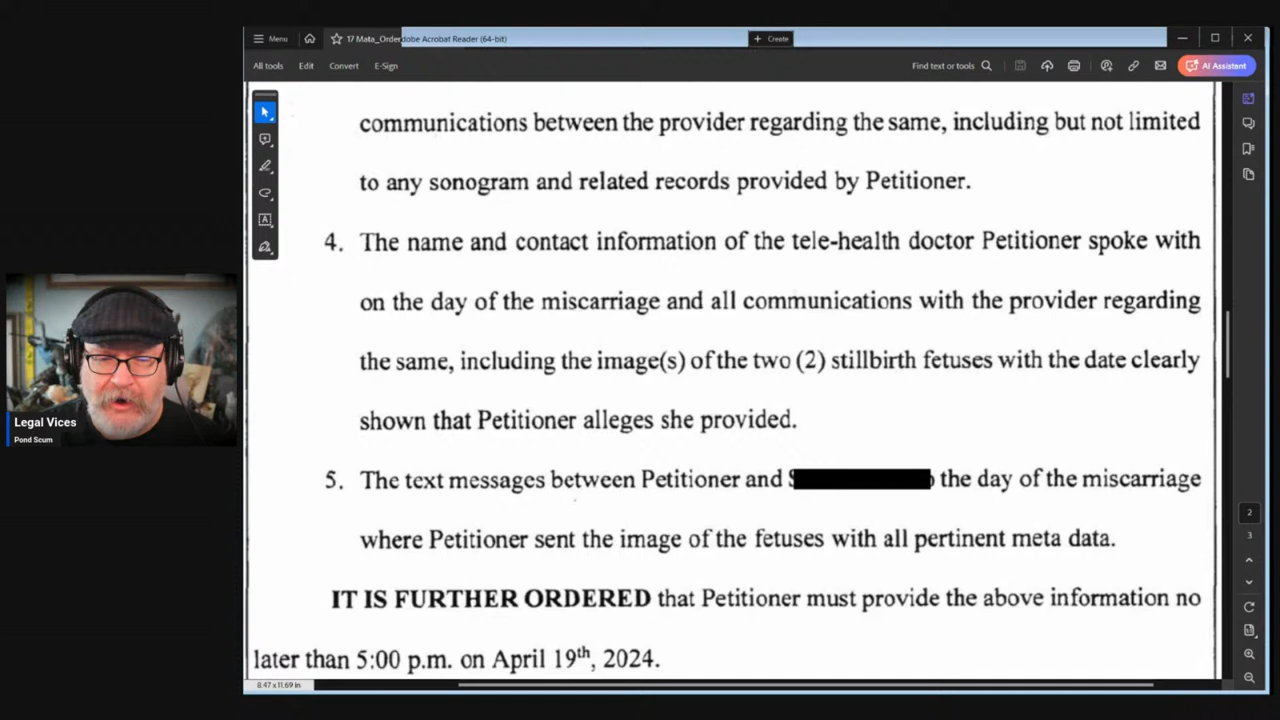 Menu
17 Mata_Order
dobe Acrobat Reader (64-bit)
+ Create
All tools
Edit
Convert
E-Sign
Find text or tools
AI Assistant
communications between the provider regarding the same, including but not limited
to any sonogram and related records provided by Petitioner.
4. The name and contact information of the tele-health doctor Petitioner spoke with
on the day of the miscarriage and all communications with the provider regarding
the same, including the image(s) of the two (2) stillbirth fetuses with the date clearly
shown that Petitioner alleges she provided.
5. The text messages between Petitioner and the day of the miscarriage
where Petitioner sent the image of the fetuses with all pertinent meta data.
IT IS FURTHER ORDERED that Petitioner must provide the above information no
later than 5:00 p.m. on April 19th, 2024.
Legal Vices
Pond Scum
2
3
8.47 x 11.69 in